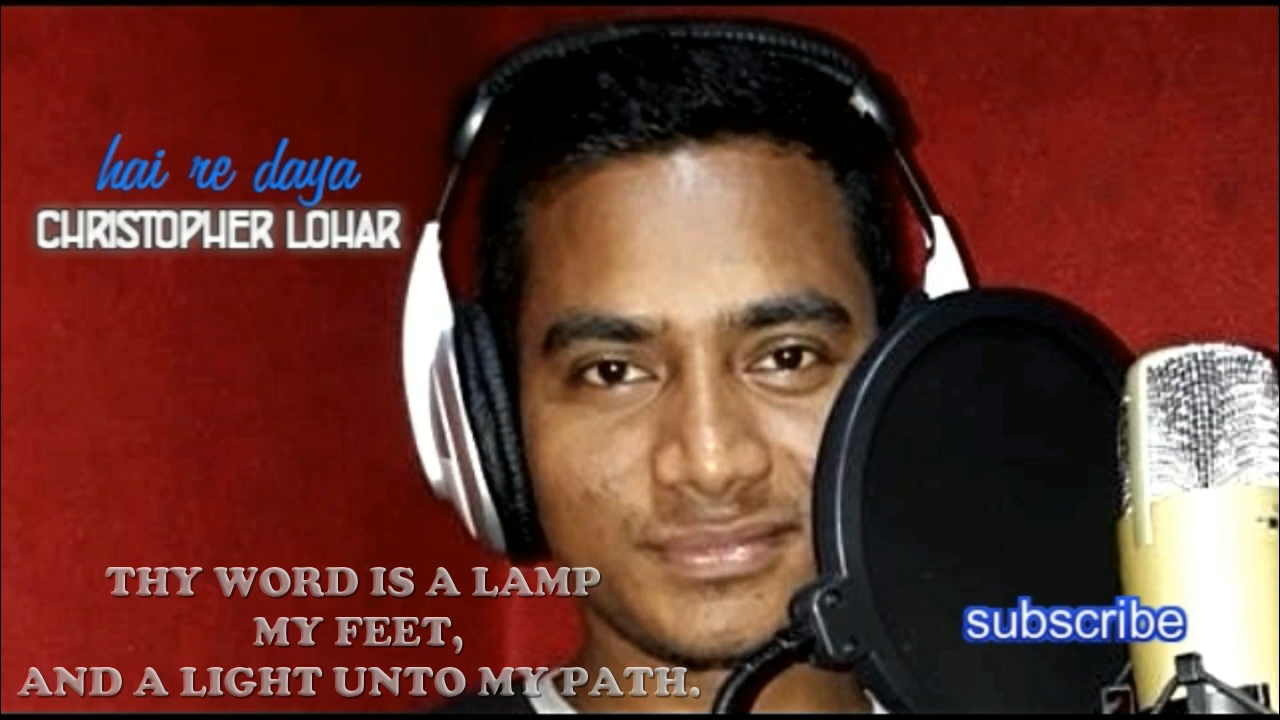 hai re daya
CHRISTOPHER LOHAR
THY WORD IS A LAMP
MY FEET,
AND A LIGHT UNTO MY PATH.
subscribe